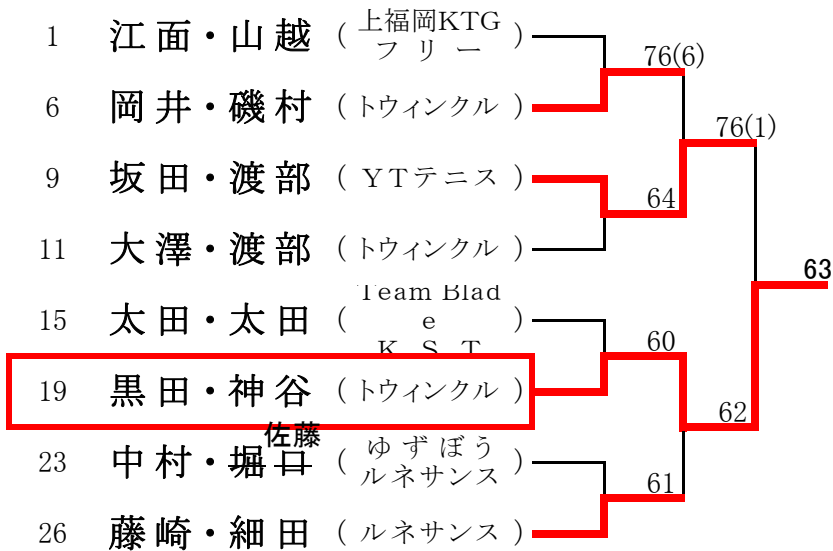 1 江面・山越 (上福岡KTG フリー)
76(6)
6 岡井・磯村 (トウィンクル)
76(1)
9 坂田・渡部 (YTテニス)
64
11 大澤・渡部 (トウィンクル)
63
15 太田・太田 (Team Blade KST)
60
19 黒田・神谷 (トウィンクル)
62
佐藤
23 中村・堀口 (ゆずぽう ルネサンス)
61
26 藤崎・細田 (ルネサンス)